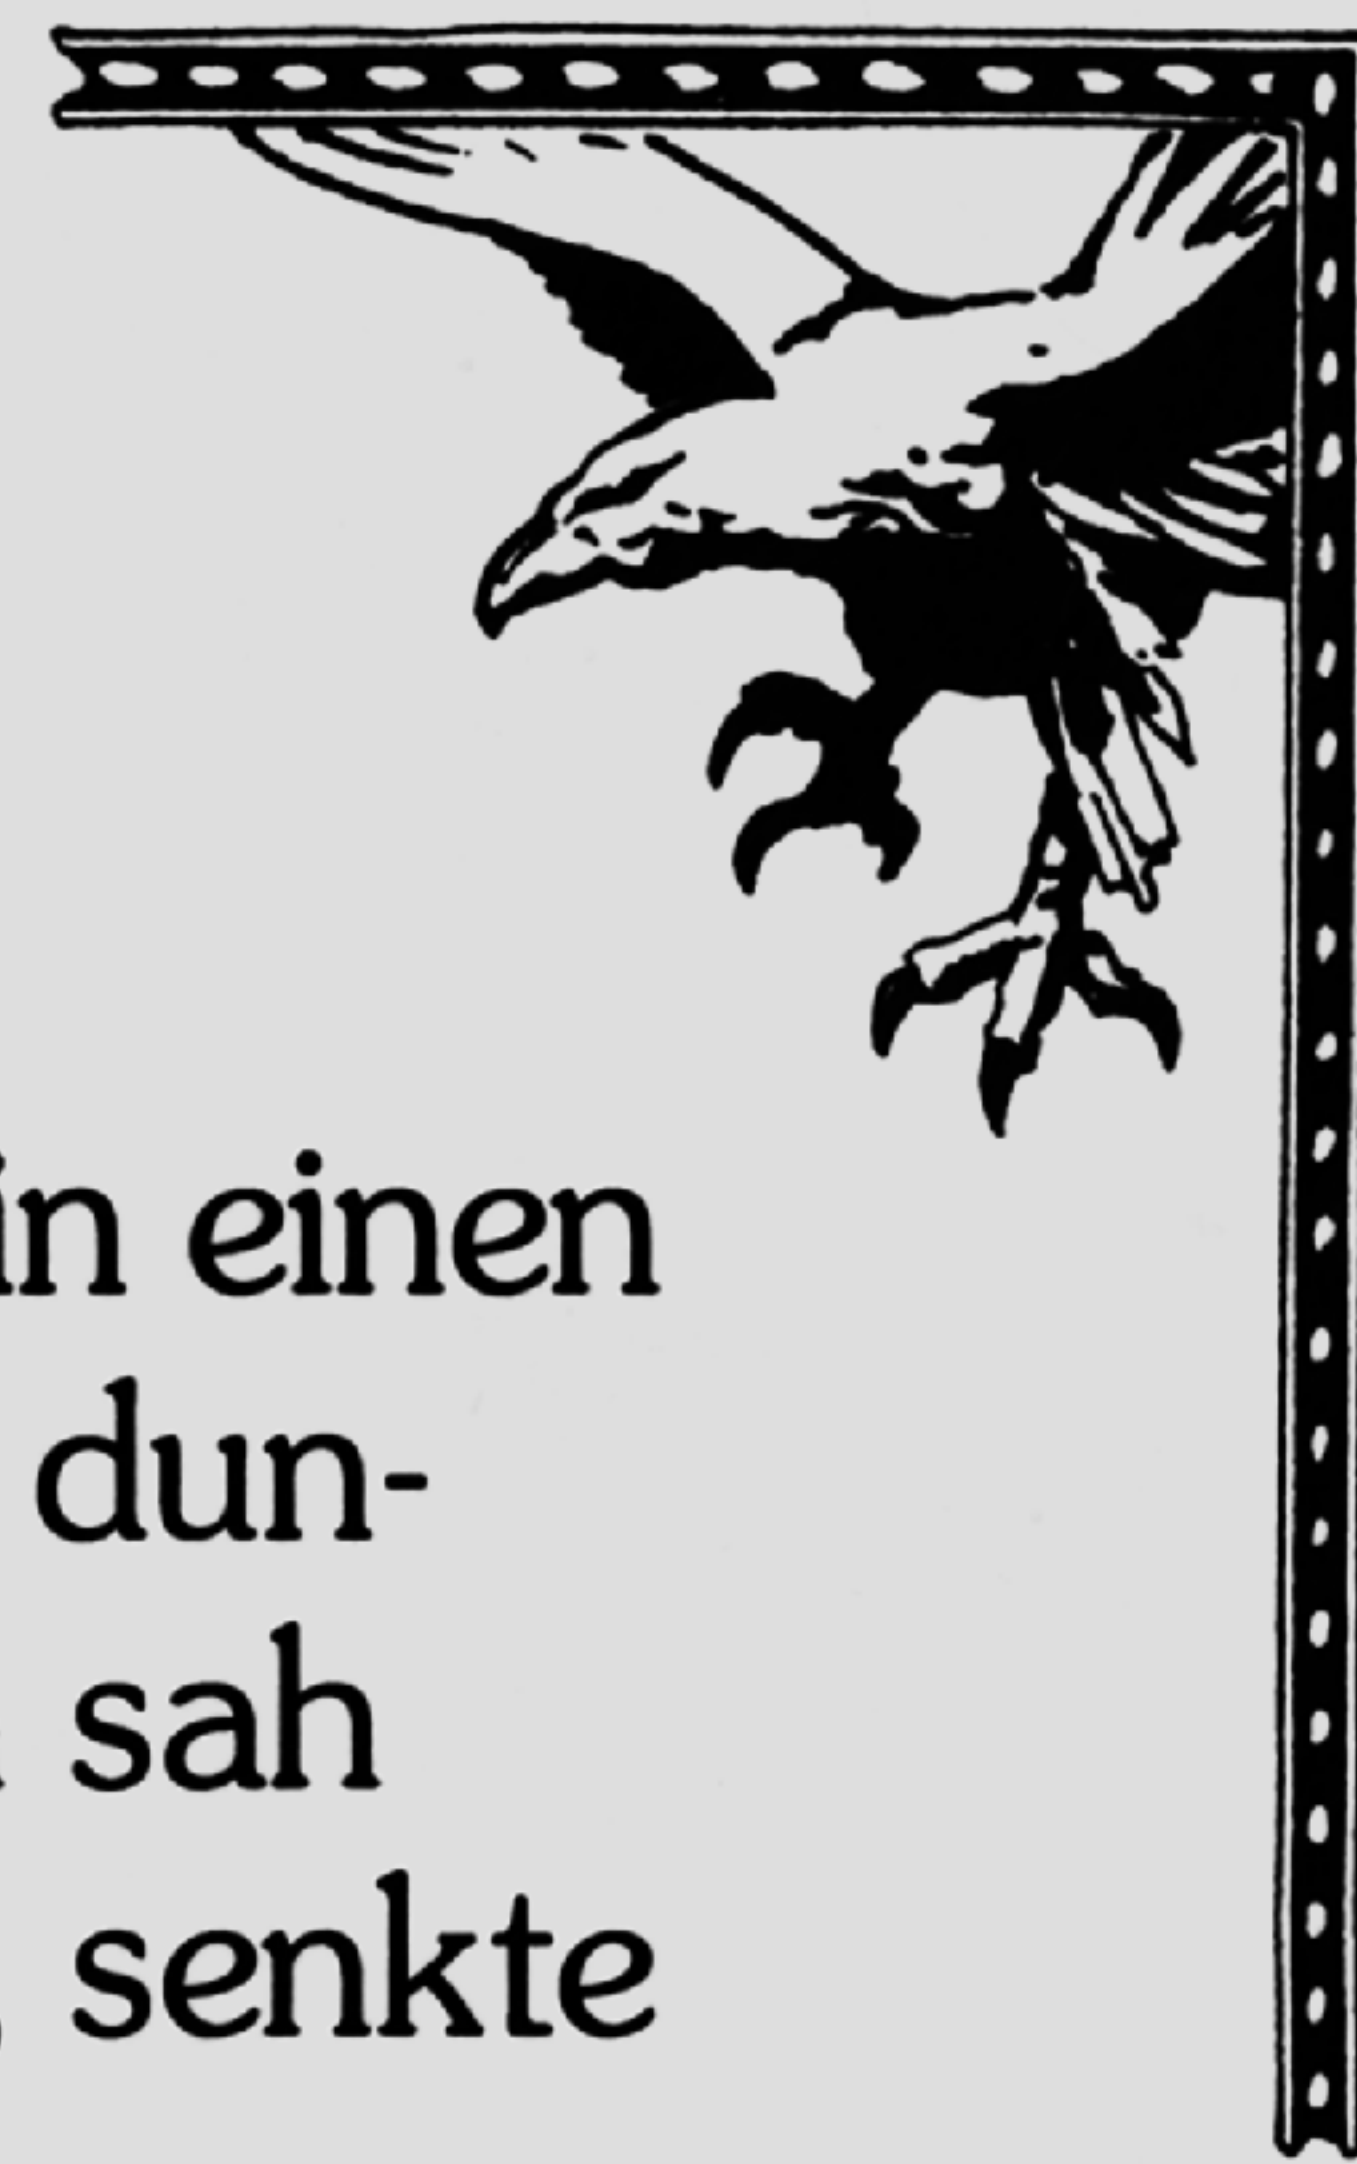 in einen
dun-
sah
senkte